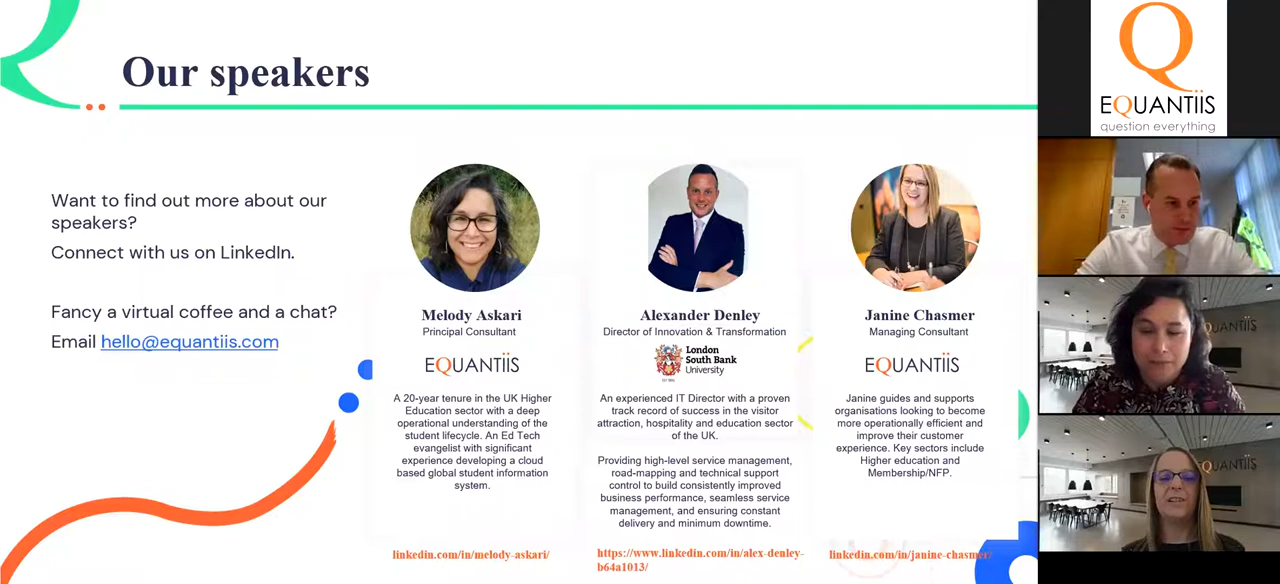 Our speakers
Want to find out more about our
speakers?
Connect with us on LinkedIn.
Fancy a virtual coffee and a chat?
Email hello@equantiis.com
Melody Askari
Principal Consultant
EQUANTiiS
A 20-year tenure in the UK Higher
Education sector with a deep
operational understanding of the
student lifecycle. An Ed Tech
evangelist with significant
experience developing a cloud
based global student information
system.
linkedin.com/in/melody-askari/
Alexander Denley
Director of Innovation & Transformation
London
South Bank
University
An experienced IT Director with a proven
track record of success in the visitor
attraction, hospitality and education sector
of the UK.
Providing high-level service management,
road-mapping and technical support
control to build consistently improved
business performance, seamless service
management, and ensuring constant
delivery and minimum downtime.
https://www.linkedin.com/in/alex-denley-
b64a1013/
Janine Chasmer
Managing Consultant
EQUANTiiS
Janine guides and supports
organisations looking to become
more operationally efficient and
improve their customer
experience. Key sectors include
Higher education and
Membership/NFP.
linkedin.com/in/janine-chasmer/
EQUANTiiS
question everything
QUANTiiS
QUANTiiS